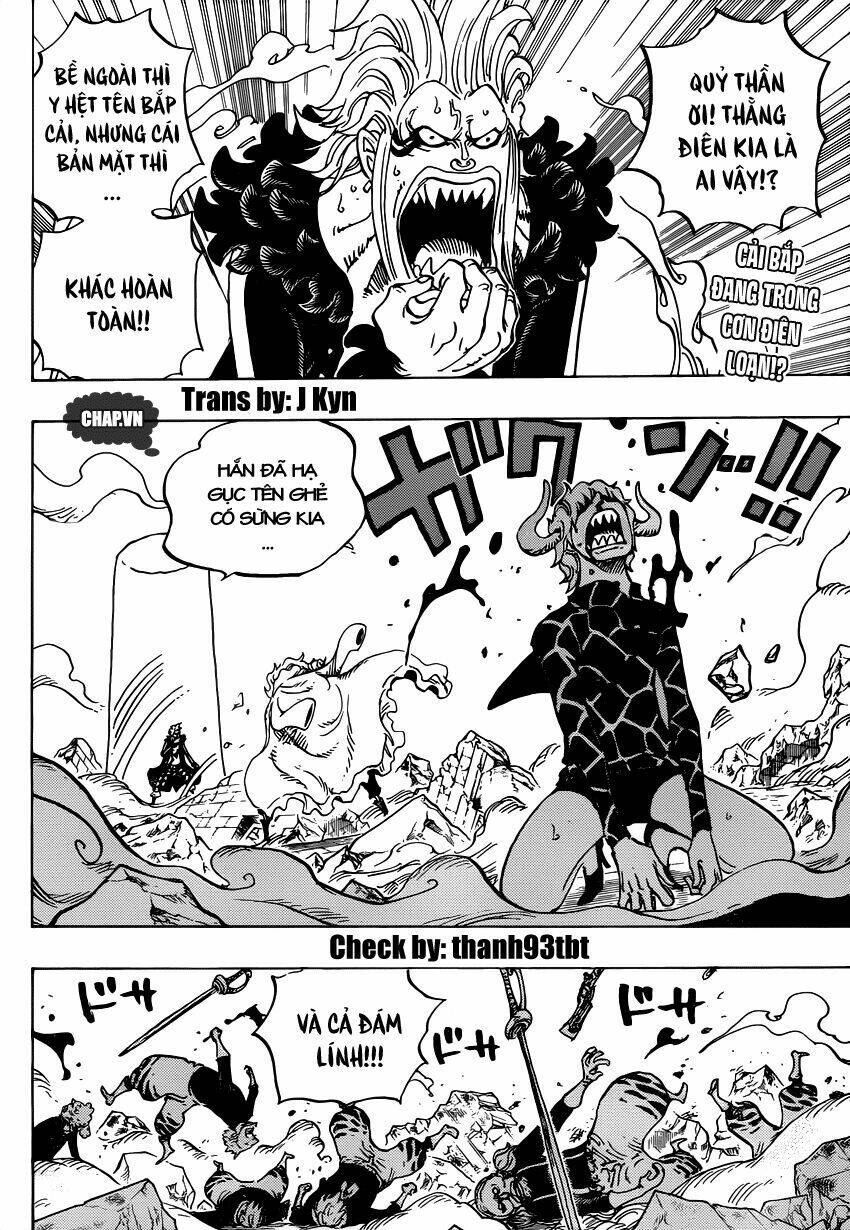 QUỶ THẦN
ƠI! THẰNG
ĐIÊN KIA LÀ
AI VẬY!?
BỀ NGOÀI THÌ
Y HỆT TÊN BẮP
CẢI, NHƯNG CÁI
BẢN MẶT THÌ
...
KHÁC HOÀN
TOÀN!!
CẢI BẮP
ĐANG TRONG
CƠN ĐIÊN
LOẠN!?
Trans by: J Kyn
CHAP.VN
HẮN ĐÃ HẠ
GỤC TÊN GHẺ
CÓ SỪNG KIA
...
ガクン!!
Check by: thanh93tbt
VÀ CẢ ĐÁM
LÍNH!!!
ドサ
ドサ
ドサ